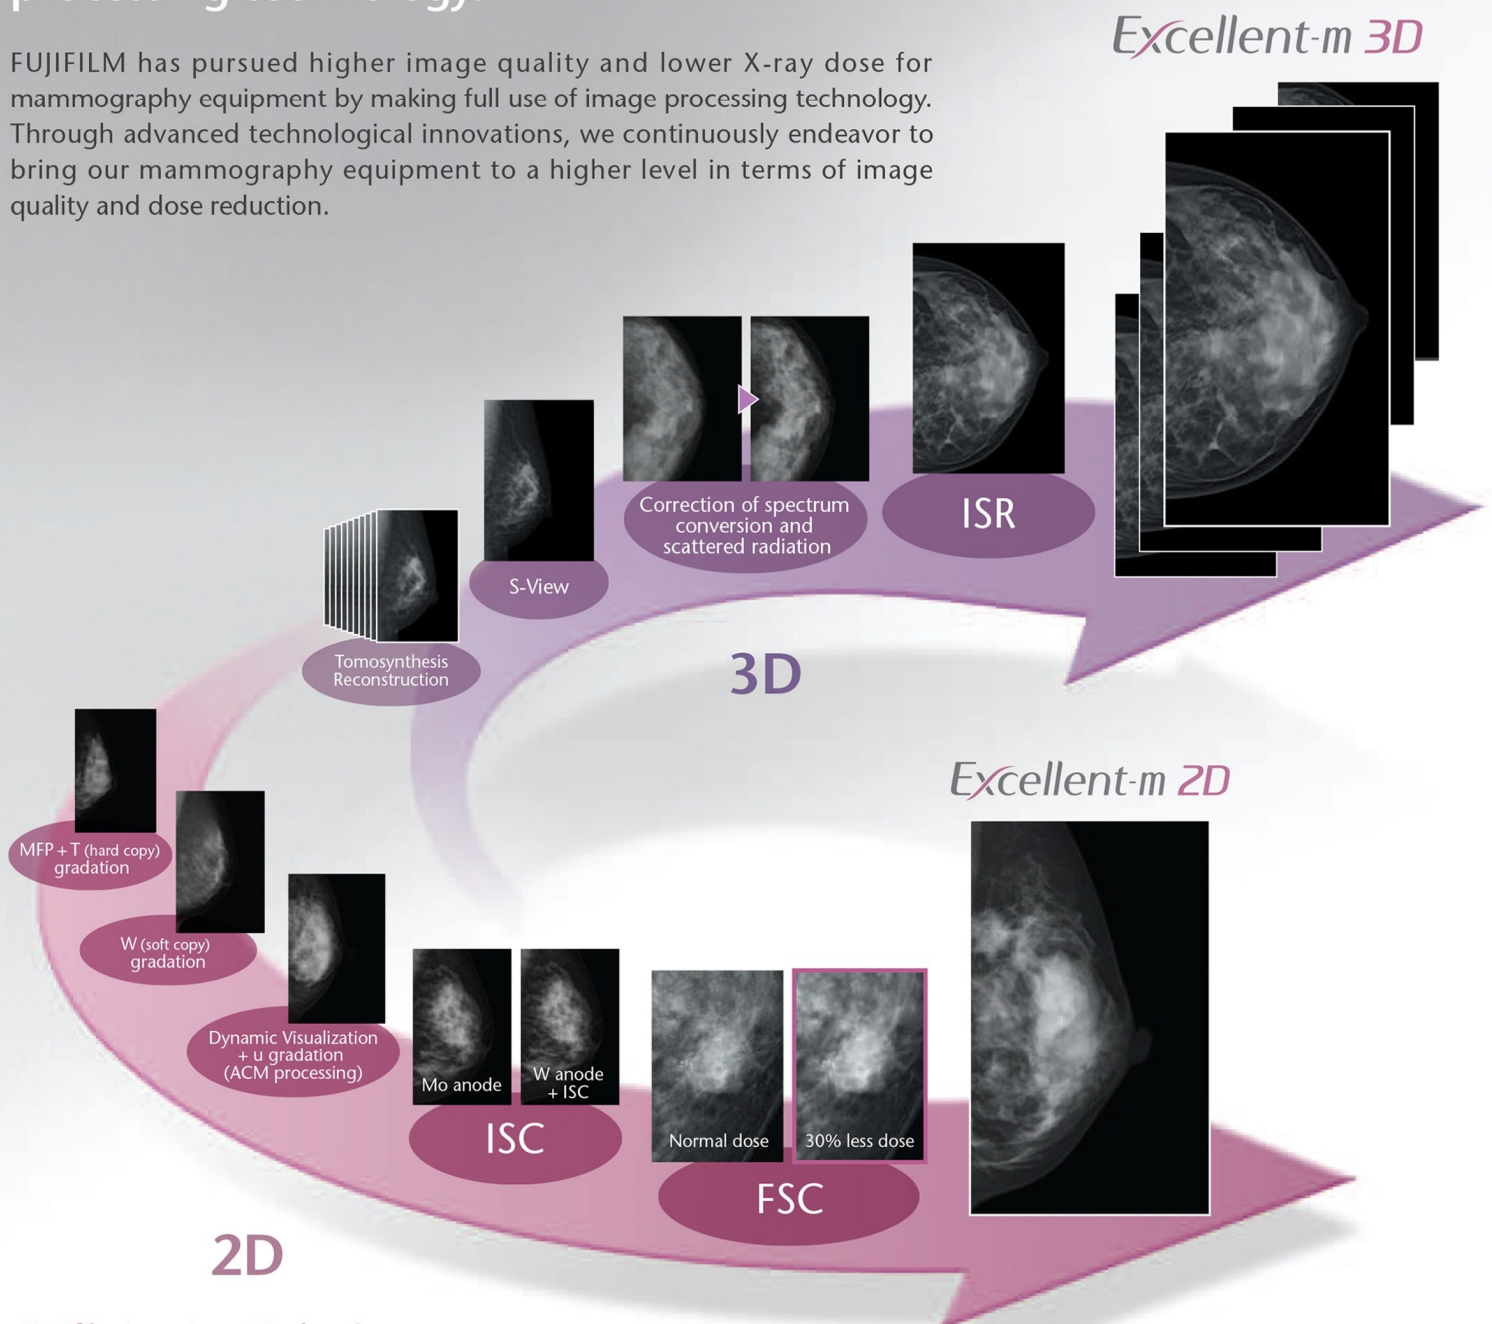 Excellent-m 3D
FUJIFILM has pursued higher image quality and lower X-ray dose for
mammography equipment by making full use of image processing technology.
Through advanced technological innovations, we continuously endeavor to
bring our mammography equipment to a higher level in terms of image
quality and dose reduction.
Correction of spectrum
conversion and
scattered radiation
ISR
S-View
Tomosynthesis
Reconstruction
3D
Excellent-m 2D
MFP + T (hard copy)
gradation
W (soft copy)
gradation
Dynamic Visualization
+ u gradation
(ACM processing)
Mo anode
W anode
+ ISC
ISC
Normal dose
30% less dose
FSC
2D